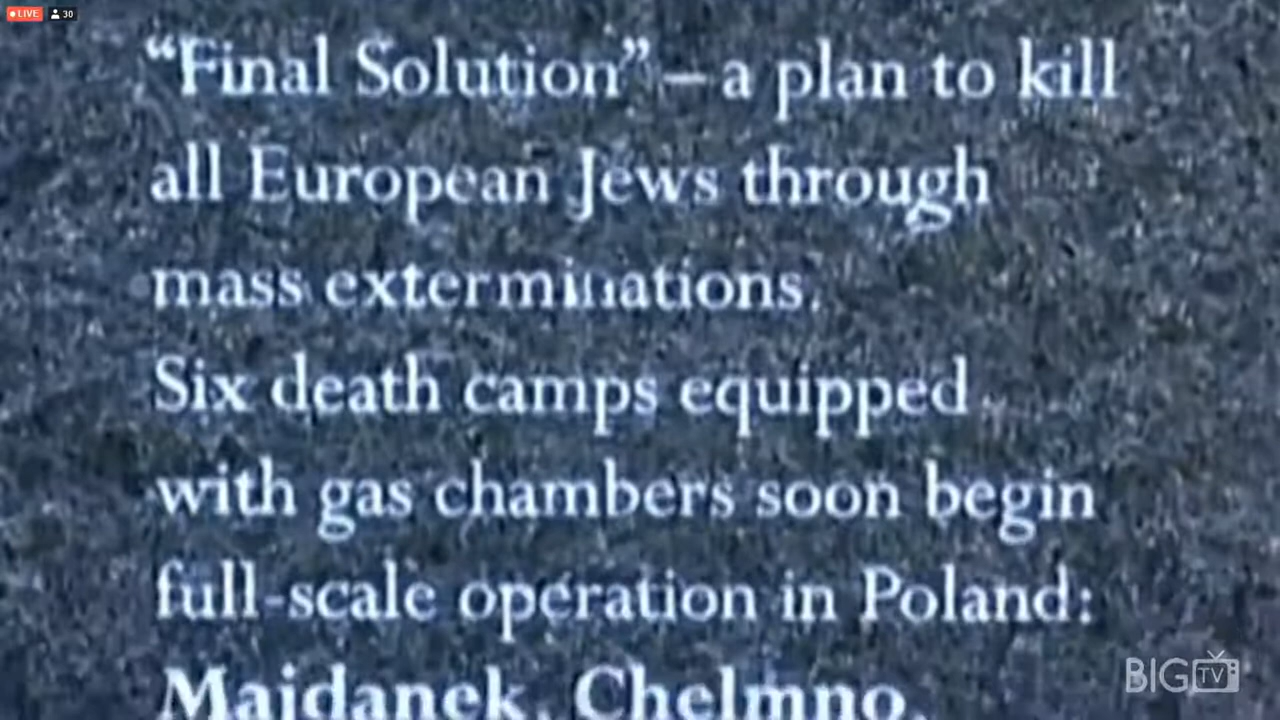 LIVE 30
“Final Solution” – a plan to kill
all European Jews through
mass exterminations.
Six death camps equipped
with gas chambers soon begin
full-scale operation in Poland:
Majdanek, Chelmno,
BIG TV